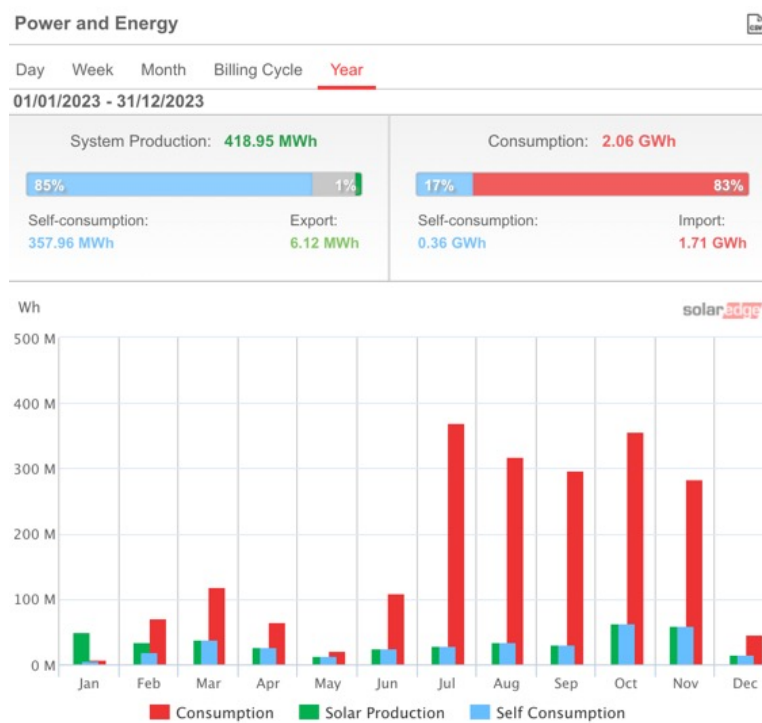 Power and Energy
CSV
Day Week Month Billing Cycle Year
01/01/2023 - 31/12/2023
System Production: 418.95 MWh
85% 1%
Self-consumption: Export:
357.96 MWh 6.12 MWh
Consumption: 2.06 GWh
17% 83%
Self-consumption: Import:
0.36 GWh 1.71 GWh
Wh
solaredge
500 M
400 M
300 M
200 M
100 M
0 M
Jan Feb Mar Apr May Jun Jul Aug Sep Oct Nov Dec
Consumption Solar Production Self Consumption